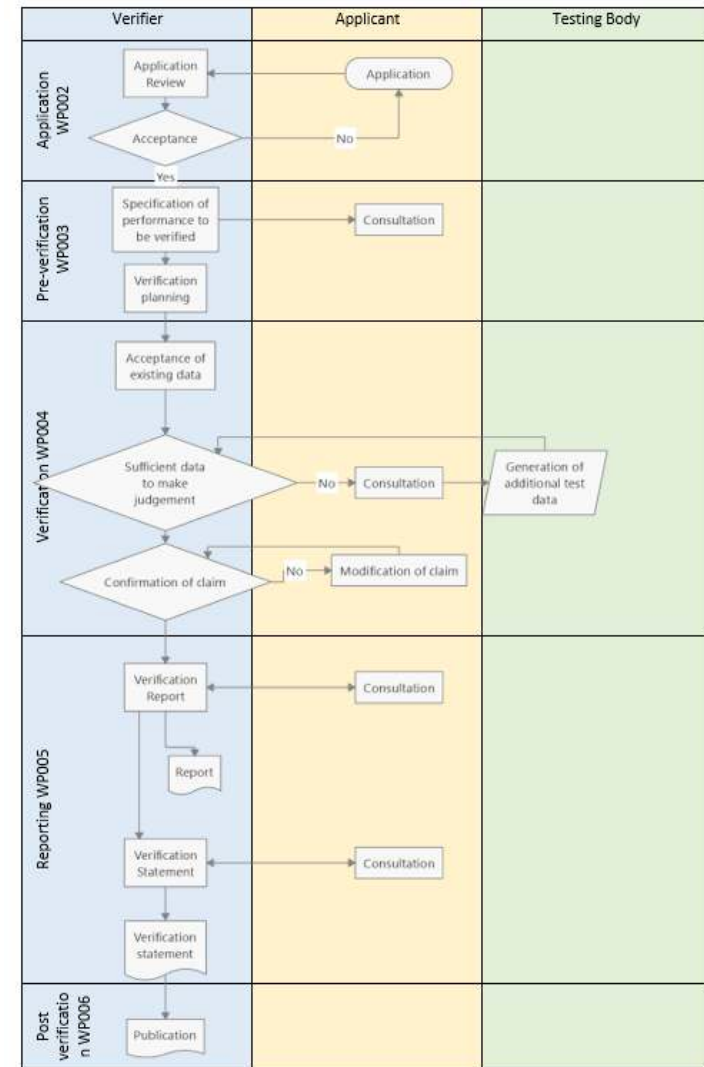 Verifier
Applicant
Testing Body
Application
WP002
Application
Review
Application
Acceptance
No
Yes
Pre-verification
WP003
Specification of
performance to
be verified
Consultation
Verification
planning
Verification WP004
Acceptance of
existing data
Sufficient data
to make
judgement
No
Consultation
Generation of
additional test
data
Confirmation of claim
No
Modification of claim
Reporting WP005
Verification
Report
Consultation
Report
Verification
Statement
Consultation
Verification
statement
Post
verificatio
n WP006
Publication